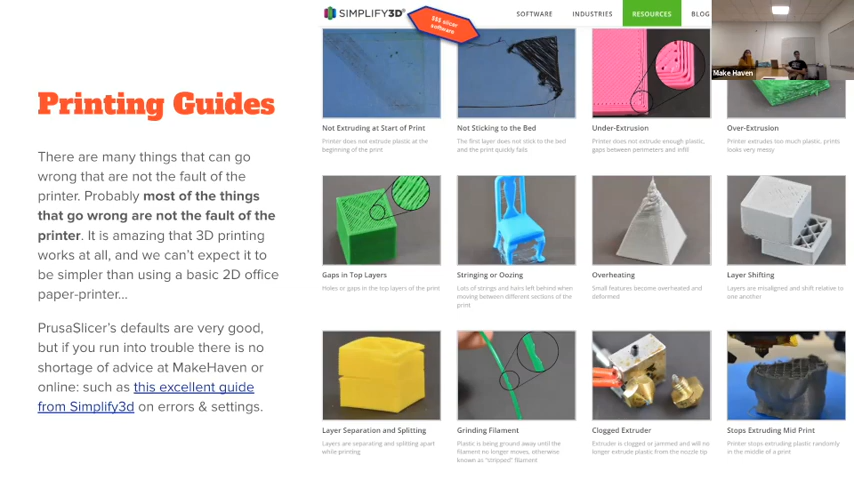 Printing Guides
There are many things that can go
wrong that are not the fault of the
printer. Probably most of the things
that go wrong are not the fault of the
printer. It is amazing that 3D printing
works at all, and we can't expect it to
be simpler than using a basic 2D office
paper-printer...
PrusaSlicer's defaults are very good,
but if you run into trouble there is no
shortage of advice at MakeHaven or
online: such as this excellent guide
from Simplify3d on errors & settings.
SIMPLIFY3D®
$$$ slicer
software
SOFTWARE INDUSTRIES RESOURCES BLOG
Make Haven
Not Extruding at Start of Print
Printer does not extrude plastic at the
beginning of the print
Not Sticking to the Bed
The first layer does not stick to the bed
and the print quickly fails
Under-Extrusion
Printer does not extrude enough plastic,
gaps between perimeters and infill
Over-Extrusion
Printer extrudes too much plastic, prints
looks very messy
Gaps in Top Layers
Holes or gaps in the top layers of the print
Stringing or Oozing
Lots of strings and hairs left behind when
moving between different sections of the
print
Overheating
Small features become overheated and
deformed
Layer Shifting
Layers are misaligned and shift relative to
one another
Layer Separation and Splitting
Layers are separating and splitting apart
while printing
Grinding Filament
Plastic is being ground away until the
filament no longer moves, otherwise
known as "stripped" filament
Clogged Extruder
Extruder is clogged or jammed and will no
longer extrude plastic from the nozzle tip
Stops Extruding Mid Print
Printer stops extruding plastic randomly
in the middle of a print